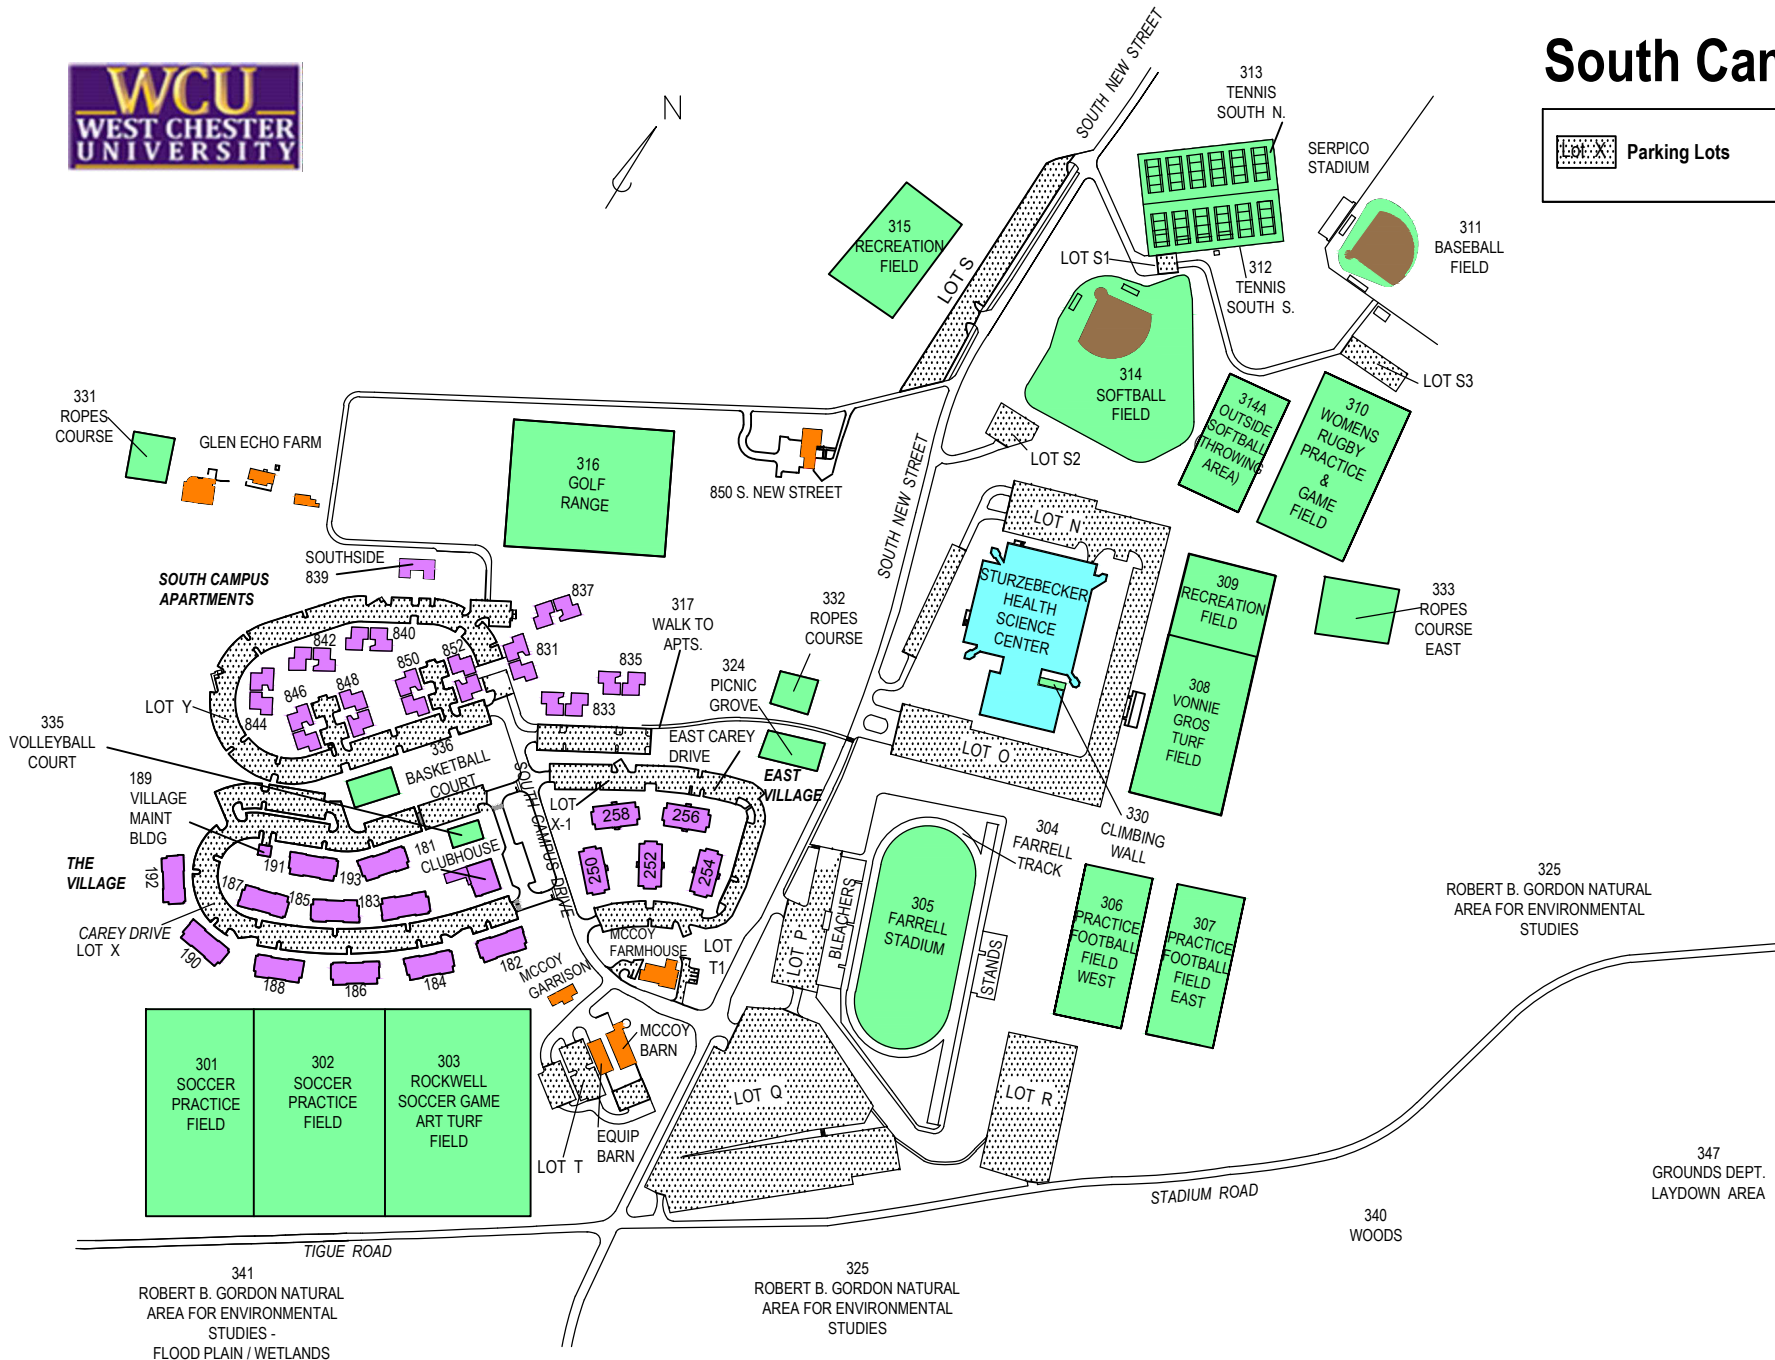 South Car
WCU
WEST CHESTER
UNIVERSITY
N
Lot X
Parking Lots
SOUTH NEW STREET
313
TENNIS
SOUTH N.
SERPICO
STADIUM
311
BASEBALL
FIELD
315
RECREATION
FIELD
LOT S
LOT S1
312
TENNIS
SOUTH S.
314
SOFTBALL
FIELD
LOT S3
314A
OUTSIDE
SOFTBALL
(THROWING
AREA)
310
WOMENS
RUGBY
PRACTICE
&
GAME
FIELD
331
ROPES
COURSE
GLEN ECHO FARM
316
GOLF
RANGE
850 S. NEW STREET
LOT S2
SOUTH NEW STREET
LOT N
STURZEBECKER
HEALTH
SCIENCE
CENTER
309
RECREATION
FIELD
333
ROPES
COURSE
EAST
308
VONNIE
GROS
TURF
FIELD
SOUTHSIDE
839
SOUTH CAMPUS
APARTMENTS
837
317
WALK TO
APTS.
332
ROPES
COURSE
842
840
852
850
831
835
846
848
844
833
LOT Y
324
PICNIC
GROVE
335
VOLLEYBALL
COURT
336
BASKETBALL
COURT
EAST CAREY
DRIVE
EAST
VILLAGE
LOT O
330
CLIMBING
WALL
189
VILLAGE
MAINT
BLDG
SOUTH CAMPUS DRIVE
LOT
X-1
258
256
250
252
254
304
FARRELL
TRACK
THE
VILLAGE
192
191
193
181
CLUBHOUSE
187
185
183
CAREY DRIVE
LOT X
190
188
186
184
182
BLEACHERS
LOT P
305
FARRELL
STADIUM
STANDS
306
PRACTICE
FOOTBALL
FIELD
WEST
307
PRACTICE
FOOTBALL
FIELD
EAST
325
ROBERT B. GORDON NATURAL
AREA FOR ENVIRONMENTAL
STUDIES
MCCOY
FARMHOUSE
LOT
T1
MCCOY
GARRISON
MCCOY
BARN
301
SOCCER
PRACTICE
FIELD
302
SOCCER
PRACTICE
FIELD
303
ROCKWELL
SOCCER GAME
ART TURF
FIELD
LOT Q
LOT R
EQUIP
BARN
LOT T
STADIUM ROAD
340
WOODS
347
GROUNDS DEPT.
LAYDOWN AREA
TIGUE ROAD
341
ROBERT B. GORDON NATURAL
AREA FOR ENVIRONMENTAL
STUDIES -
FLOOD PLAIN / WETLANDS
325
ROBERT B. GORDON NATURAL
AREA FOR ENVIRONMENTAL
STUDIES